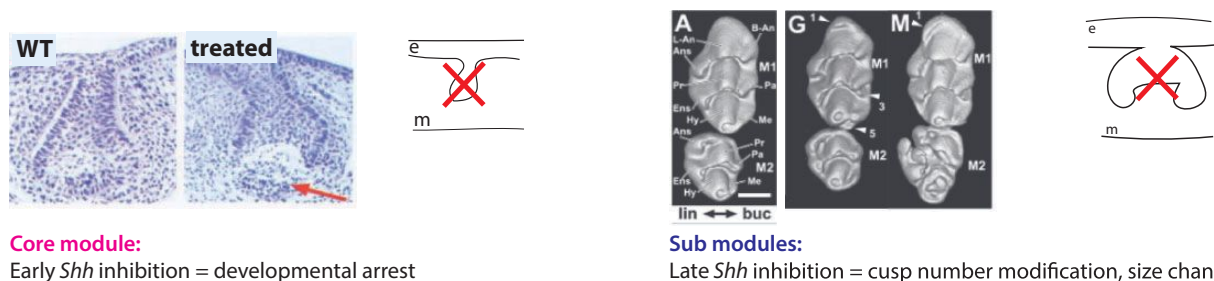 WT
treated
e
m
Core module:
Early Shh inhibition = developmental arrest
A
L-An
B-An
Ans
M1
Pr
Pa
Ens
Hy
Me
Ans
Pr
Pa
M2
Ens
Me
Hy
lin
buc
G
1
M1
3
5
M2
M
1
M1
M2
e
m
Sub modules:
Late Shh inhibition = cusp number modification, size chan